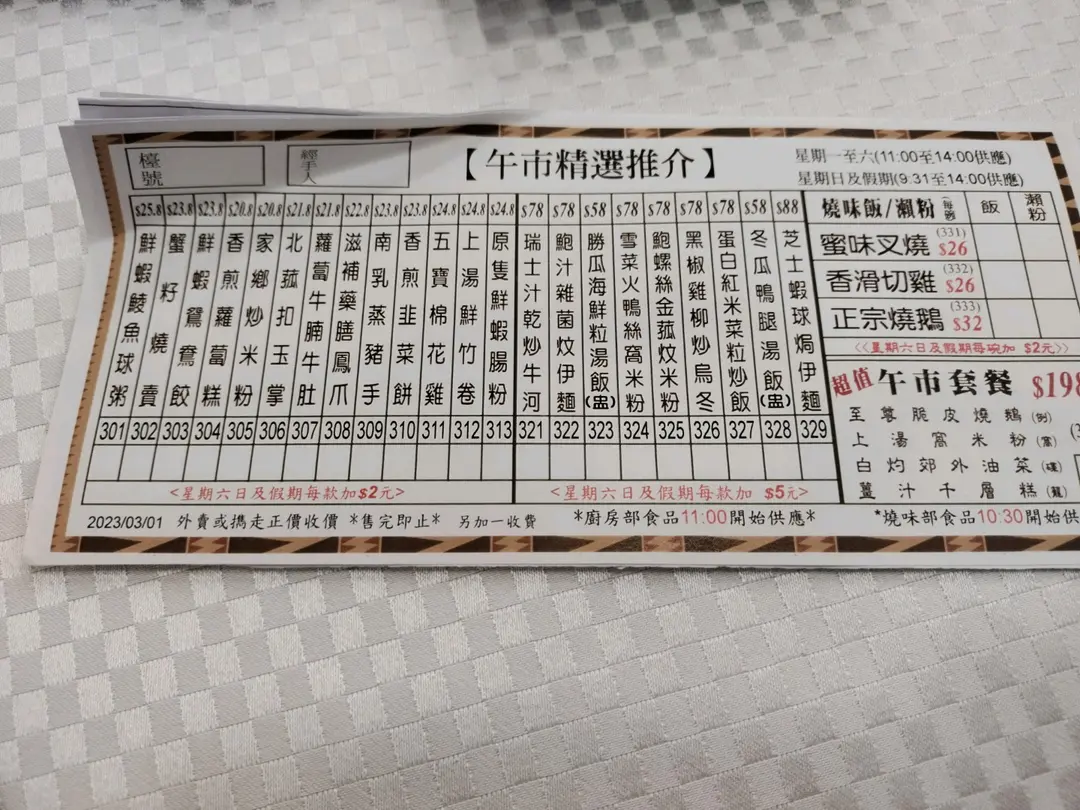 檯號
經手人
【午市精選推介】
星期一至六(11:00至14:00供應)
星期日及假期(9:31至14:00供應)
$25.8 鮮蝦鯪魚球粥 301
$23.8 蟹籽燒賣 302
$23.8 鮮蝦鴛鴦餃 303
$20.8 香煎蘿蔔糕 304
$20.8 家鄉炒米粉 305
$21.8 北菰扣玉掌 306
$21.8 蘿蔔牛腩牛肚 307
$22.8 滋補藥膳鳳爪 308
$23.8 南乳蒸豬手 309
$23.8 香煎韭菜餅 310
$24.8 五寶棉花雞 311
$24.8 上湯鮮竹卷 312
$24.8 原隻鮮蝦腸粉 313
$78 瑞士汁乾炒牛河 321
$78 鮑汁雜菌炆伊麵 322
$58 勝瓜海鮮粒湯飯(盅) 323
$78 雪菜火鴨絲窩米粉 324
$78 鮑螺絲金菰炆米粉 325
$78 黑椒雞柳炒烏冬 326
$78 蛋白紅米菜粒炒飯 327
$58 冬瓜鴨腿湯飯(盅) 328
$88 芝士蝦球焗伊麵 329
<星期六日及假期每款加$2元>
<星期六日及假期每款加 $5元>
燒味飯/瀨粉(每碗) 飯 瀨粉
蜜味叉燒 (331) $26
香滑切雞 (332) $26
正宗燒鵝 (333) $32
<<星期六日及假期每碗加 $2元>>
超值 午市套餐 $198
至尊脆皮燒鵝(例)
上湯窩米粉(窩)
白灼郊外油菜(碟)
薑汁千層糕(籠)
2023/03/01 外賣或攜走正價收價 *售完即止* 另加一收費
*廚房部食品11:00開始供應*
*燒味部食品10:30開始供